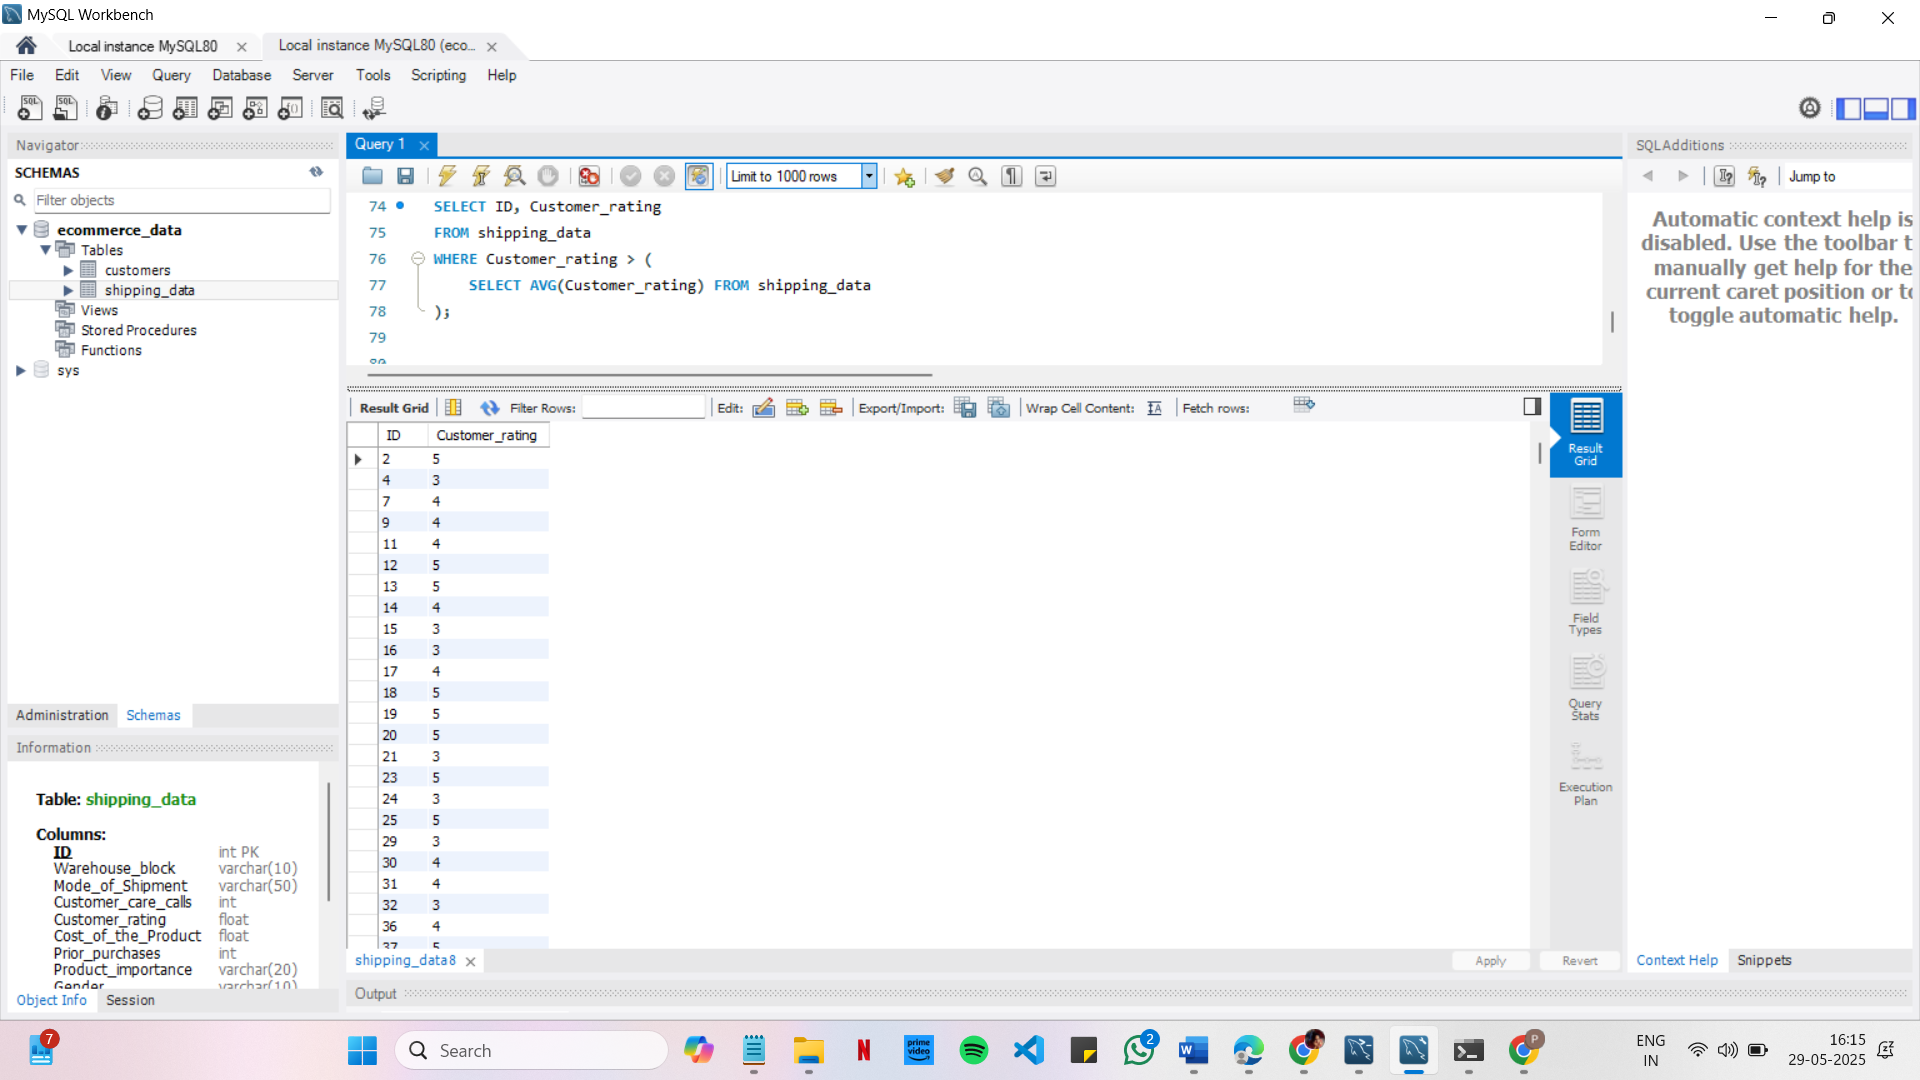 MySQL Workbench
Local instance MySQL80
Local instance MySQL80 (eco...
File Edit View Query Database Server Tools Scripting Help
Navigator
SCHEMAS
Filter objects
ecommerce_data
Tables
customers
shipping_data
Views
Stored Procedures
Functions
sys
Administration Schemas
Information
Table: shipping_data
Columns:
ID int PK
Warehouse_block varchar(10)
Mode_of_Shipment varchar(50)
Customer_care_calls int
Customer_rating float
Cost_of_the_Product float
Prior_purchases int
Product_importance varchar(20)
Gender varchar(10)
Object Info Session
Query 1
Limit to 1000 rows
74 SELECT ID, Customer_rating
75 FROM shipping_data
76 WHERE Customer_rating > (
77 SELECT AVG(Customer_rating) FROM shipping_data
78 );
79
80
Result Grid Filter Rows: Edit: Export/Import: Wrap Cell Content: Fetch rows:
ID Customer_rating
2 5
4 3
7 4
9 4
11 4
12 5
13 5
14 4
15 3
16 3
17 4
18 5
19 5
20 5
21 3
23 5
24 3
25 5
29 3
30 4
31 4
32 3
36 4
37 5
Result
Grid
Form
Editor
Field
Types
Query
Stats
Execution
Plan
shipping_data8
Apply Revert
Output
SQLAdditions
Jump to
Automatic context help is
disabled. Use the toolbar t
manually get help for the
current caret position or to
toggle automatic help.
Context Help Snippets
7
Search
prime
video
2
P
ENG
IN
16:15
29-05-2025